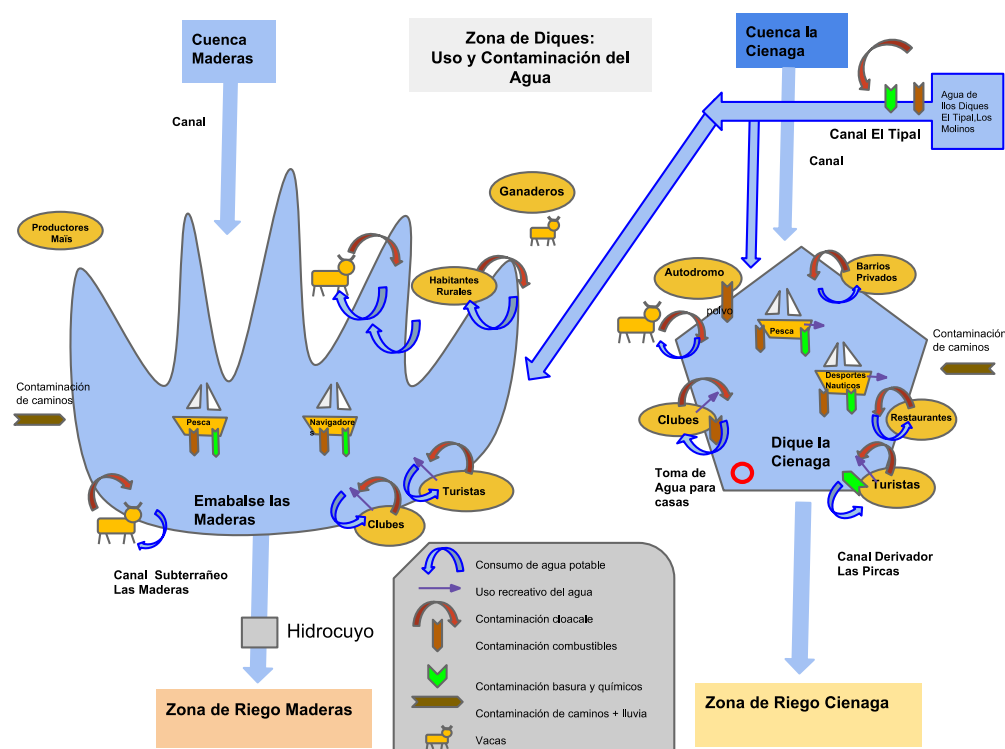 Cuenca
Maderas
Zona de Diques:
Uso y Contaminación del
Agua
Cuenca la
Cienaga
Agua de
llos Diques
El Tipal,Los
Molinos
Canal
Canal El Tipal
Canal
Ganaderos
Productores
Maïs
Habitantes
Rurales
Autodromo
polvo
Barrios
Privados
Pesca
Contaminación
de caminos
Desportes
Nauticos
Contaminación
de caminos
Pesca
Navigadore
s
Clubes
Restaurantes
Dique la
Cienaga
Toma de
Agua para
casas
Turistas
Turistas
Emabalse las
Maderas
Clubes
Canal Subterrañeo
Las Maderas
Canal Derivador
Las Pircas
Hidrocuyo
Consumo de agua potable
Uso recreativo del agua
Contaminación cloacale
Contaminación combustibles
Contaminación basura y químicos
Contaminación de caminos + lluvia
Vacas
Zona de Riego Maderas
Zona de Riego Cienaga